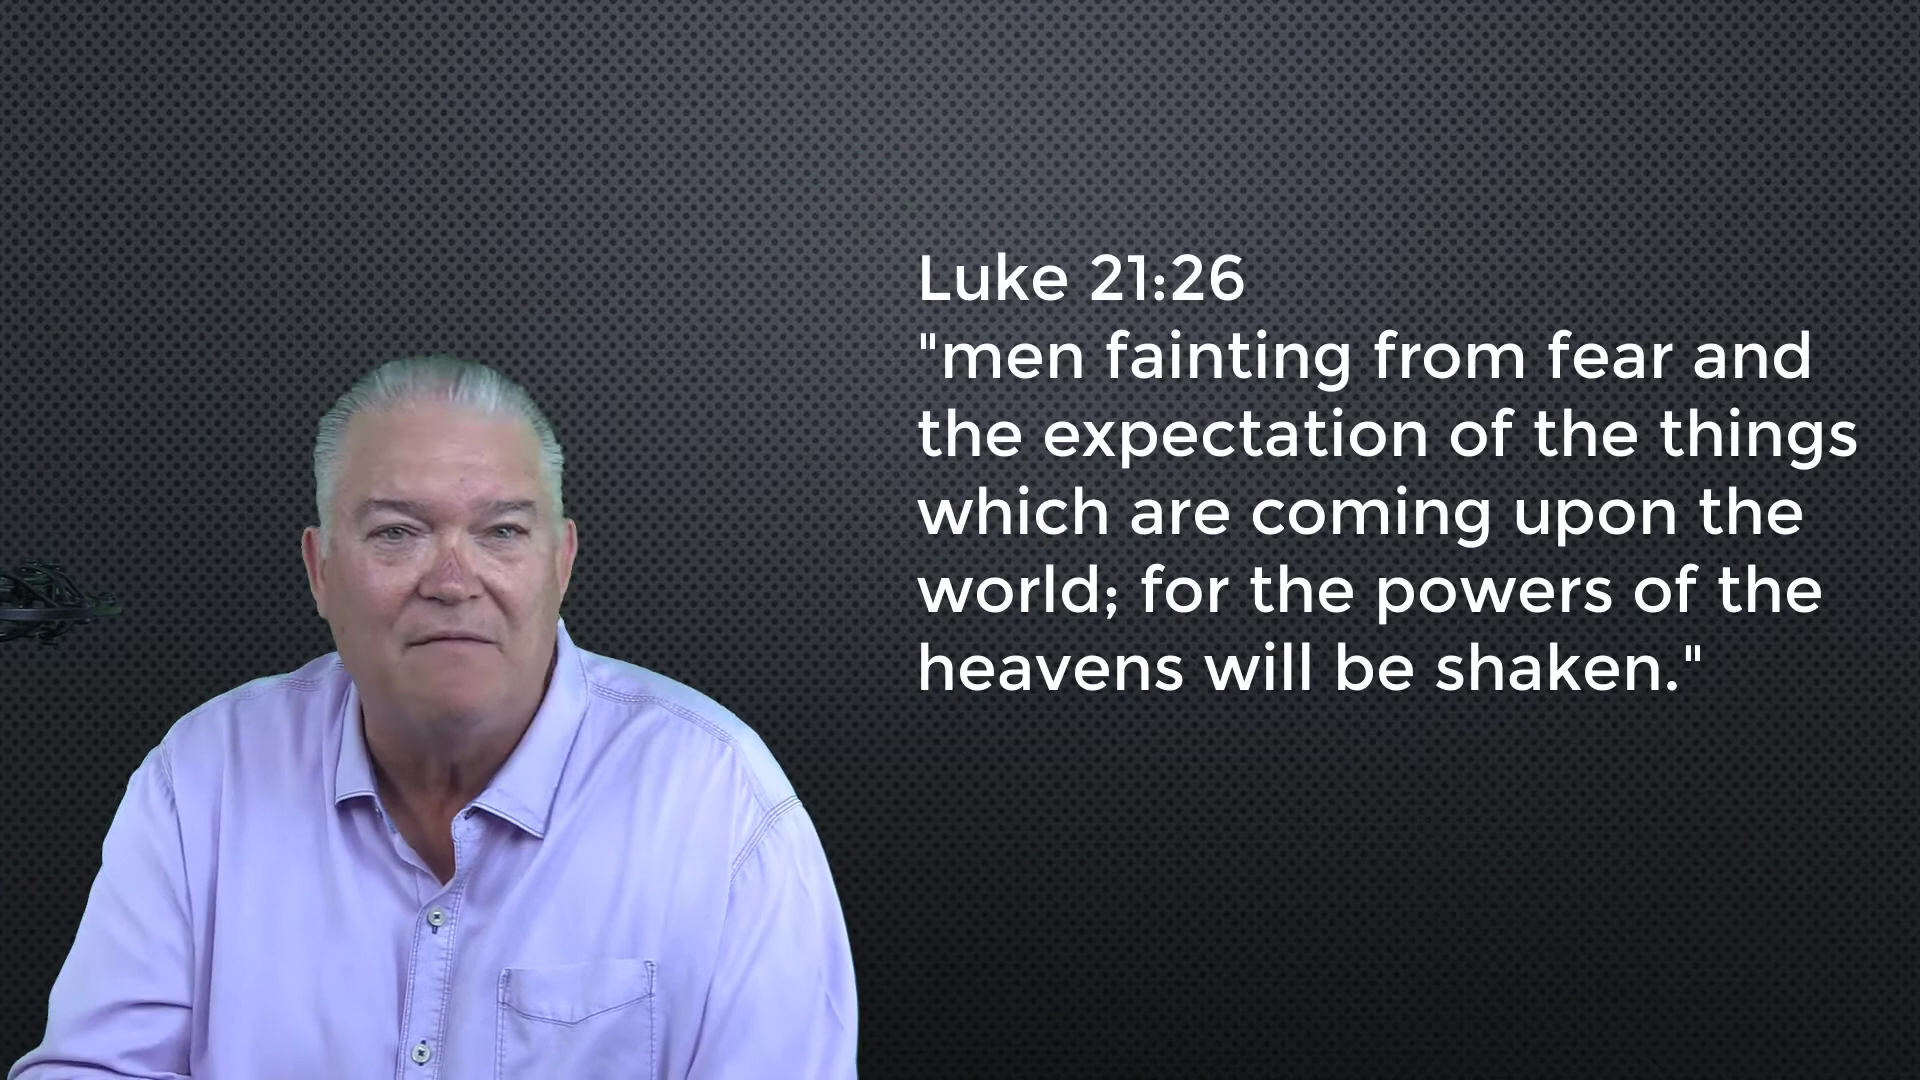 Luke 21:26
"men fainting from fear and
the expectation of the things
which are coming upon the
world; for the powers of the
heavens will be shaken."